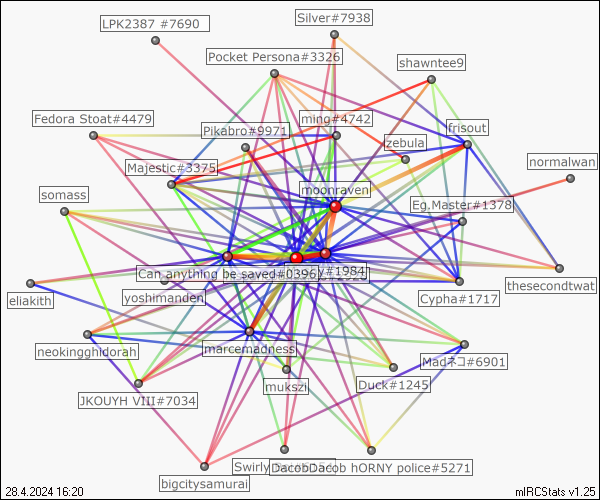 Silver#7938
LPK2387 #7690
Pocket Persona#3326
shawntee9
Fedora Stoat#4479
ming#4742
Pikabro#9971
frisout
zebula
Majestic#3375
normalwan
moonraven
somass
Eg.Master#1378
Can anything be saved#0396
y#1984
thesecondtwat
eliakith
yoshimanden
Cypha#1717
neokingghidorah
marcemadness
Madネコ#6901
mukszi
Duck#1245
JKOUYH VIII#7034
Swirly
Dacob hORNY police#5271
bigcitysamurai
28.4.2024 16:20
mIRCStats v1.25